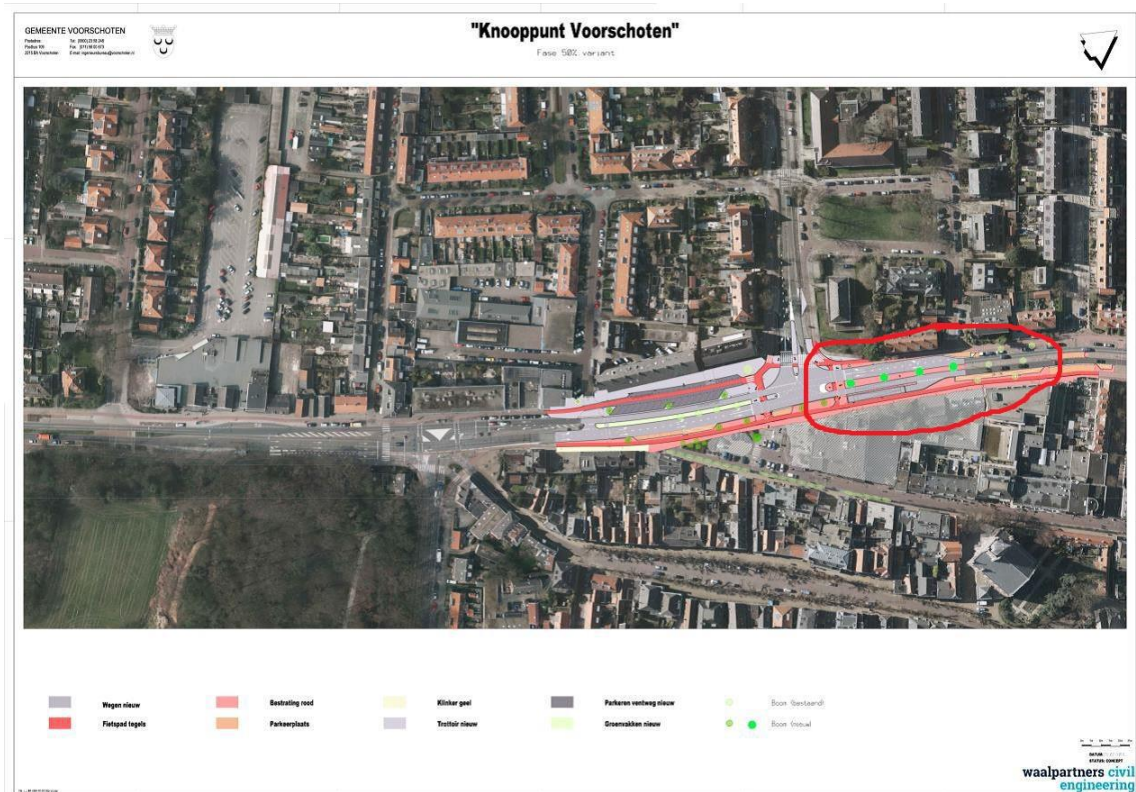 GEMEENTE VOORSCHOTEN
"Knooppunt Voorschoten"
Fase 50% variant
Wegen nieuw
Bestrating rood
Klinker geel
Parkeren ventweg nieuw
Boom (bestaand)
Fietspad tegels
Parkeerplaats
Trottoir nieuw
Groenvakken nieuw
Boom (nieuw)
STATUS: CONCEPT
waalpartners civil
engineering